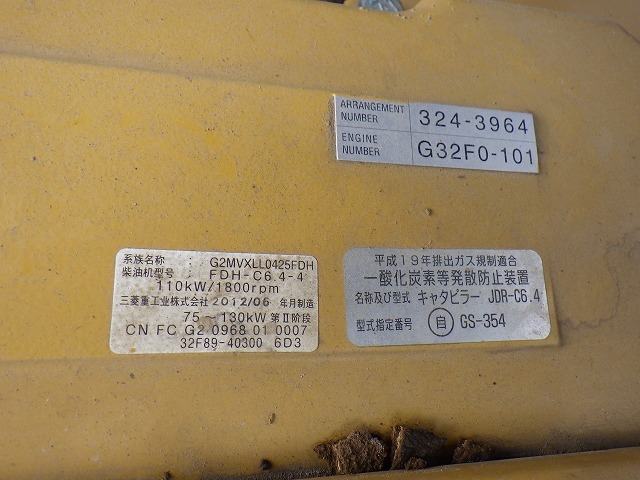 ARRANGEMENT NUMBER 324-3964
ENGINE NUMBER G32F0-101
系族名称 : G2MVXLL0425FDH
柴油机型号 : FDH-C6.4-4
110kW/1800rpm
三菱重工业株式会社 2012/06 年月制造
75-130kW 第Ⅱ阶段
CN FC G2 0968 01 0007
32F89-40300 6D3
平成19年排出ガス規制適合
一酸化炭素等発散防止装置
名称及び型式 キャタピラー JDR-C6.4
型式指定番号 自 GS-354